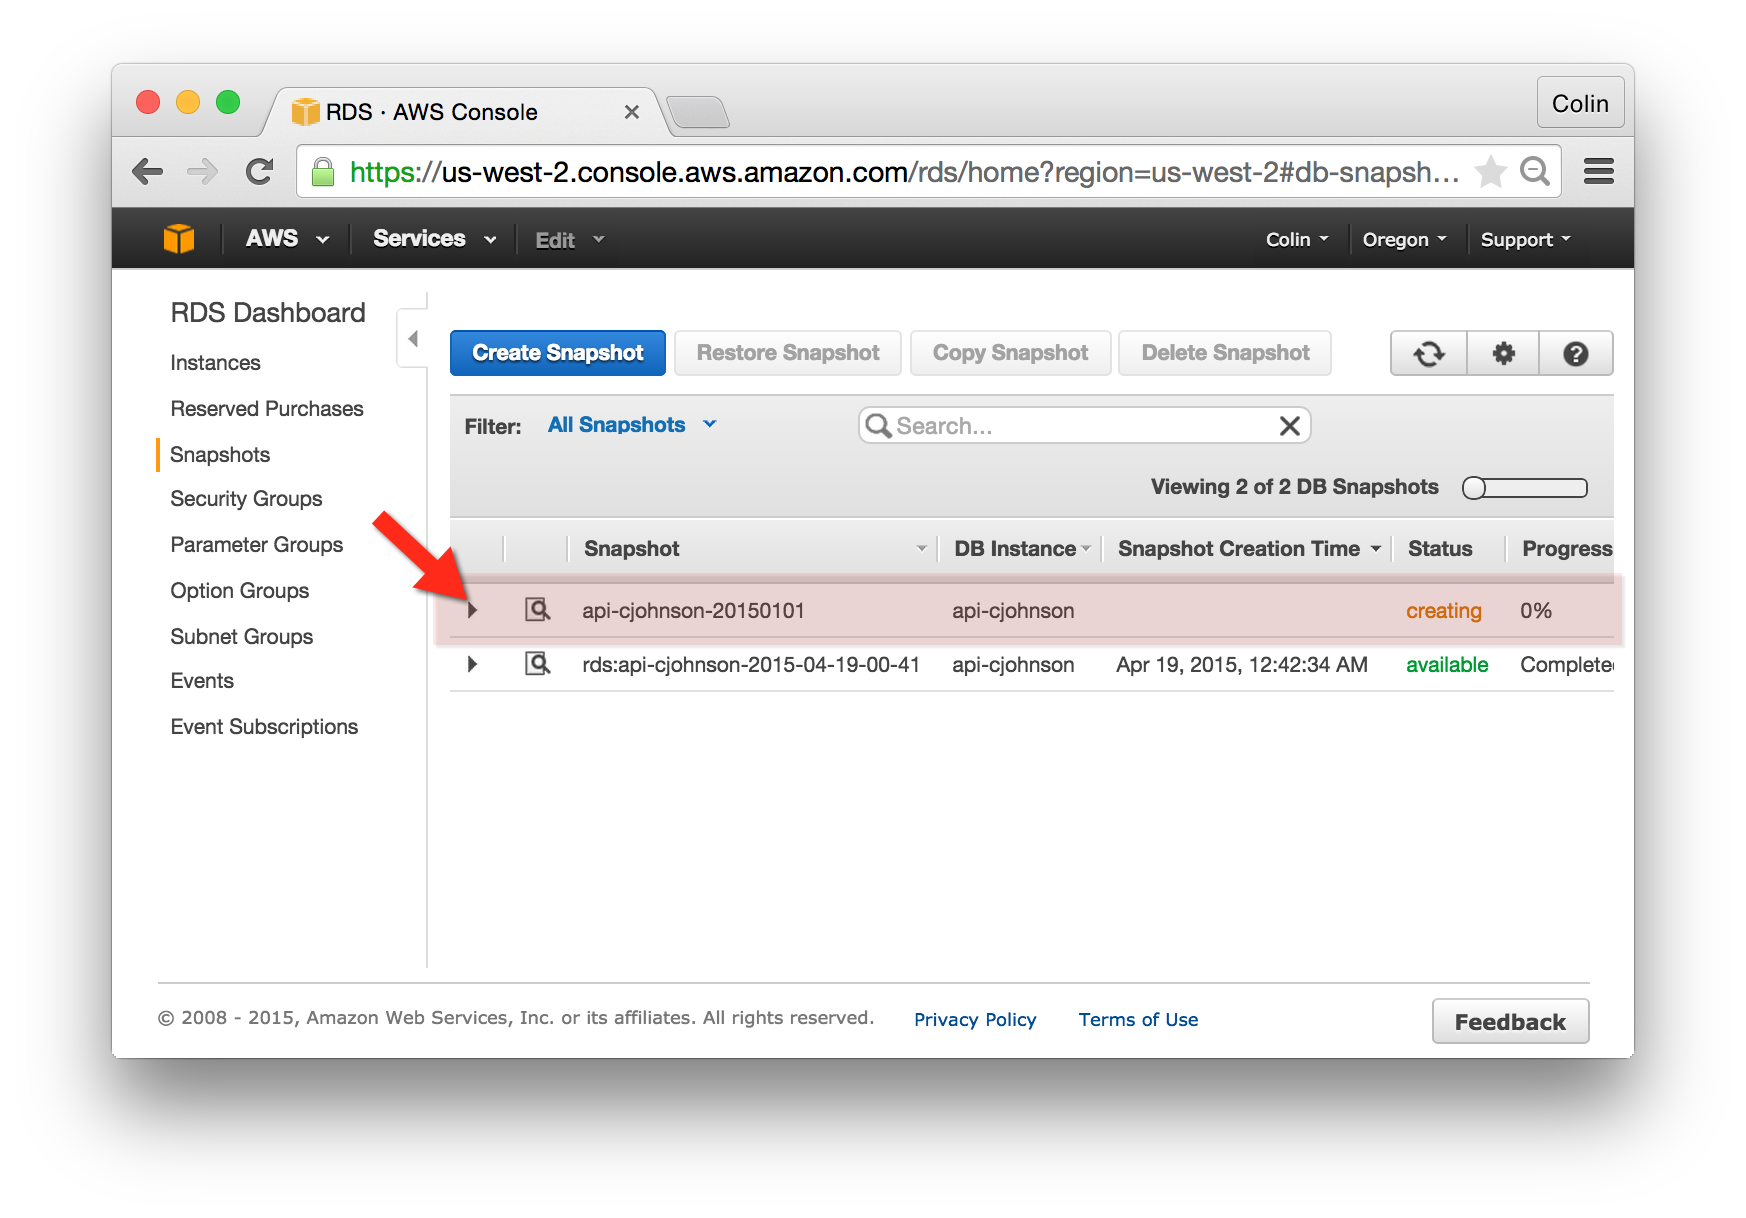 RDS · AWS Console
Colin
https://us-west-2.console.aws.amazon.com/rds/home?region=us-west-2#db-snapsh...
AWS Services Edit Colin Oregon Support
RDS Dashboard
Instances
Reserved Purchases
Snapshots
Security Groups
Parameter Groups
Option Groups
Subnet Groups
Events
Event Subscriptions
Create Snapshot Restore Snapshot Copy Snapshot Delete Snapshot
Filter: All Snapshots Search...
Viewing 2 of 2 DB Snapshots
Snapshot DB Instance Snapshot Creation Time Status Progress
api-cjohnson-20150101 api-cjohnson creating 0%
rds:api-cjohnson-2015-04-19-00-41 api-cjohnson Apr 19, 2015, 12:42:34 AM available Complete
© 2008 - 2015, Amazon Web Services, Inc. or its affiliates. All rights reserved. Privacy Policy Terms of Use Feedback